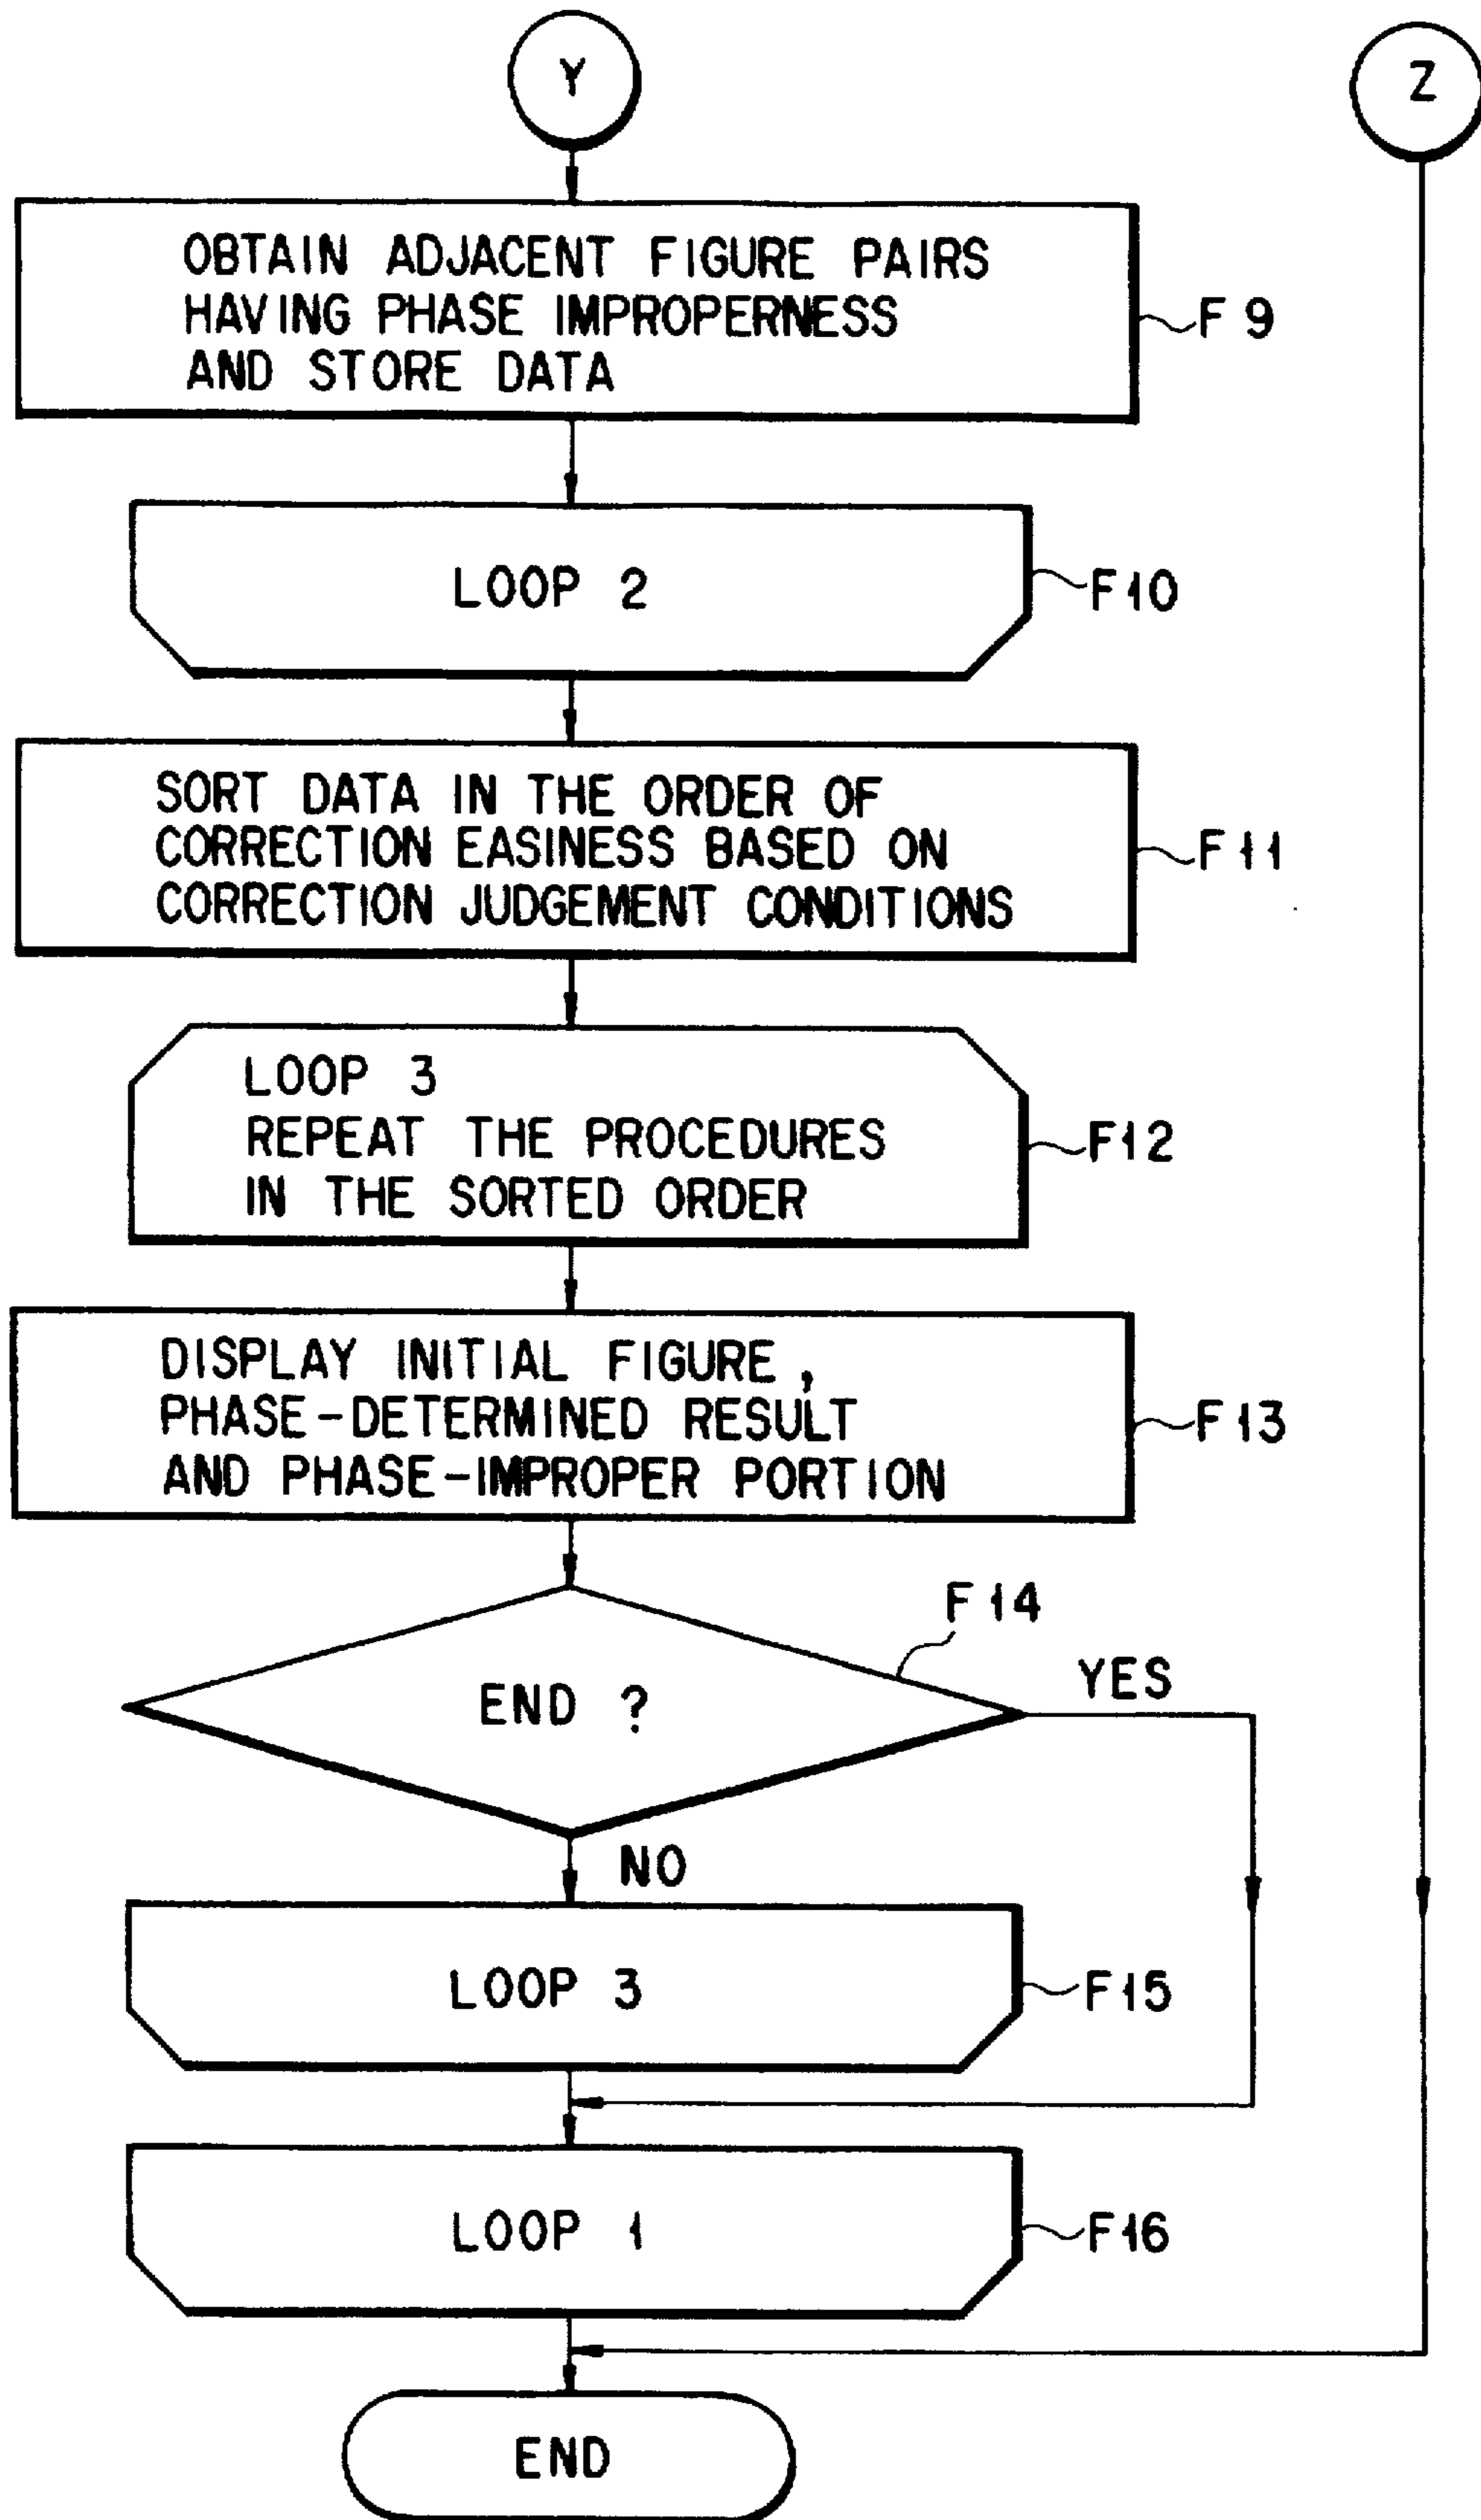 Y
Z
OBTAIN ADJACENT FIGURE PAIRS
HAVING PHASE IMPROPERNESS
AND STORE DATA
F9
LOOP 2
F10
SORT DATA IN THE ORDER OF
CORRECTION EASINESS BASED ON
CORRECTION JUDGEMENT CONDITIONS
F11
LOOP 3
REPEAT THE PROCEDURES
IN THE SORTED ORDER
F12
DISPLAY INITIAL FIGURE,
PHASE-DETERMINED RESULT
AND PHASE-IMPROPER PORTION
F13
F14
END ?
YES
NO
LOOP 3
F15
LOOP 1
F16
END